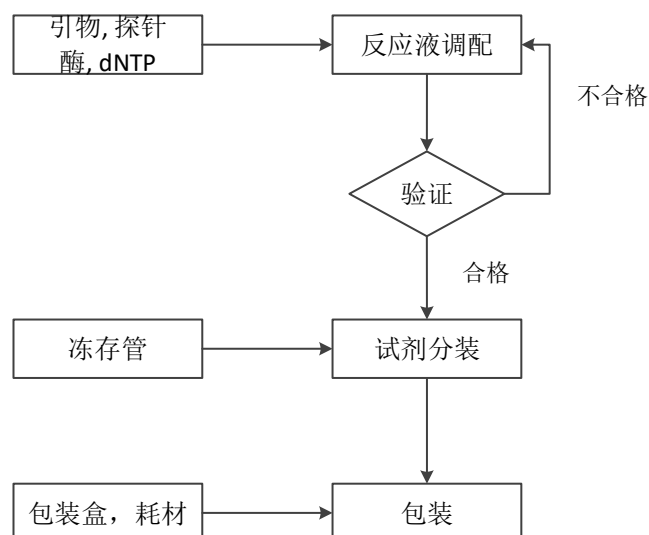 引物, 探针
酶, dNTP
反应液调配
不合格
验证
合格
冻存管
试剂分装
包装盒，耗材
包装